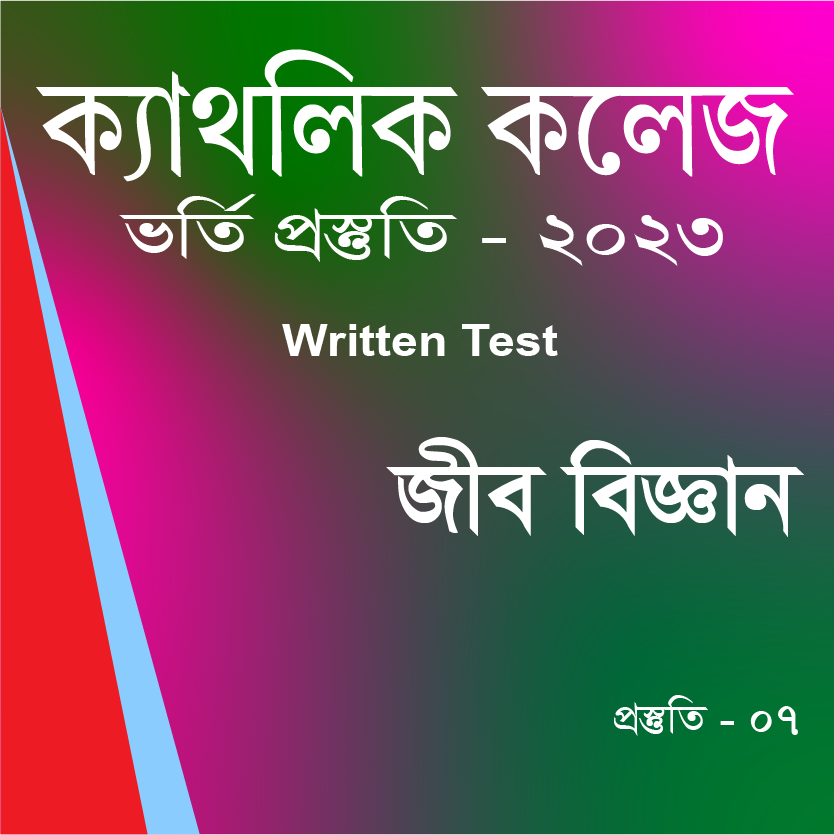 ক্যাথলিক কলেজ
ভর্তি প্রস্তুতি - ২০২৩
Written Test
জীব বিজ্ঞান
প্রস্তুতি - ০৭